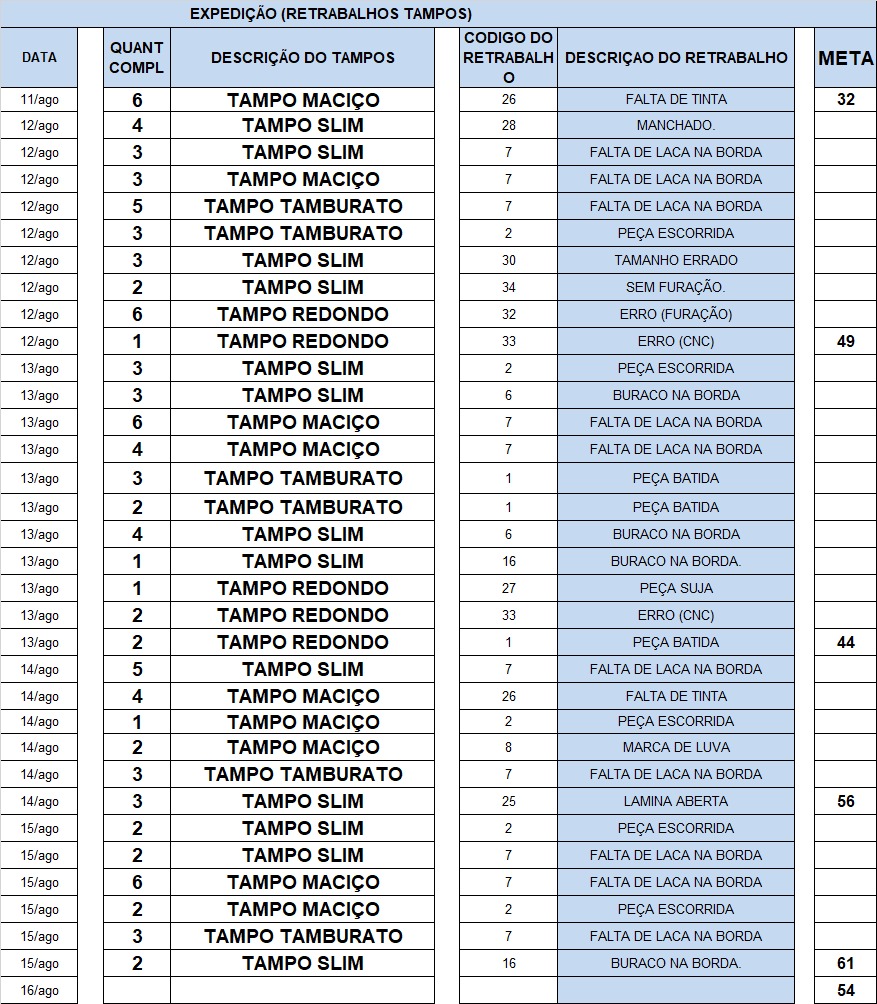 EXPEDIÇÃO (RETRABALHOS TAMPOS)
DATA QUANT COMPL DESCRIÇÃO DO TAMPOS CODIGO DO RETRABALHO DESCRIÇAO DO RETRABALHO META
11/ago 6 TAMPO MACIÇO 26 FALTA DE TINTA 32
12/ago 4 TAMPO SLIM 28 MANCHADO.
12/ago 3 TAMPO SLIM 7 FALTA DE LACA NA BORDA
12/ago 3 TAMPO MACIÇO 7 FALTA DE LACA NA BORDA
12/ago 5 TAMPO TAMBURATO 7 FALTA DE LACA NA BORDA
12/ago 3 TAMPO TAMBURATO 2 PEÇA ESCORRIDA
12/ago 3 TAMPO SLIM 30 TAMANHO ERRADO
12/ago 2 TAMPO SLIM 34 SEM FURAÇÃO.
12/ago 6 TAMPO REDONDO 32 ERRO (FURAÇÃO)
12/ago 1 TAMPO REDONDO 33 ERRO (CNC) 49
13/ago 3 TAMPO SLIM 2 PEÇA ESCORRIDA
13/ago 3 TAMPO SLIM 6 BURACO NA BORDA
13/ago 6 TAMPO MACIÇO 7 FALTA DE LACA NA BORDA
13/ago 4 TAMPO MACIÇO 7 FALTA DE LACA NA BORDA
13/ago 3 TAMPO TAMBURATO 1 PEÇA BATIDA
13/ago 2 TAMPO TAMBURATO 1 PEÇA BATIDA
13/ago 4 TAMPO SLIM 6 BURACO NA BORDA
13/ago 1 TAMPO SLIM 16 BURACO NA BORDA.
13/ago 1 TAMPO REDONDO 27 PEÇA SUJA
13/ago 2 TAMPO REDONDO 33 ERRO (CNC)
13/ago 2 TAMPO REDONDO 1 PEÇA BATIDA 44
14/ago 5 TAMPO SLIM 7 FALTA DE LACA NA BORDA
14/ago 4 TAMPO MACIÇO 26 FALTA DE TINTA
14/ago 1 TAMPO MACIÇO 2 PEÇA ESCORRIDA
14/ago 2 TAMPO MACIÇO 8 MARCA DE LUVA
14/ago 3 TAMPO TAMBURATO 7 FALTA DE LACA NA BORDA
14/ago 3 TAMPO SLIM 25 LAMINA ABERTA 56
15/ago 2 TAMPO SLIM 2 PEÇA ESCORRIDA
15/ago 2 TAMPO SLIM 7 FALTA DE LACA NA BORDA
15/ago 6 TAMPO MACIÇO 7 FALTA DE LACA NA BORDA
15/ago 2 TAMPO MACIÇO 2 PEÇA ESCORRIDA
15/ago 3 TAMPO TAMBURATO 7 FALTA DE LACA NA BORDA
15/ago 2 TAMPO SLIM 16 BURACO NA BORDA. 61
16/ago 54